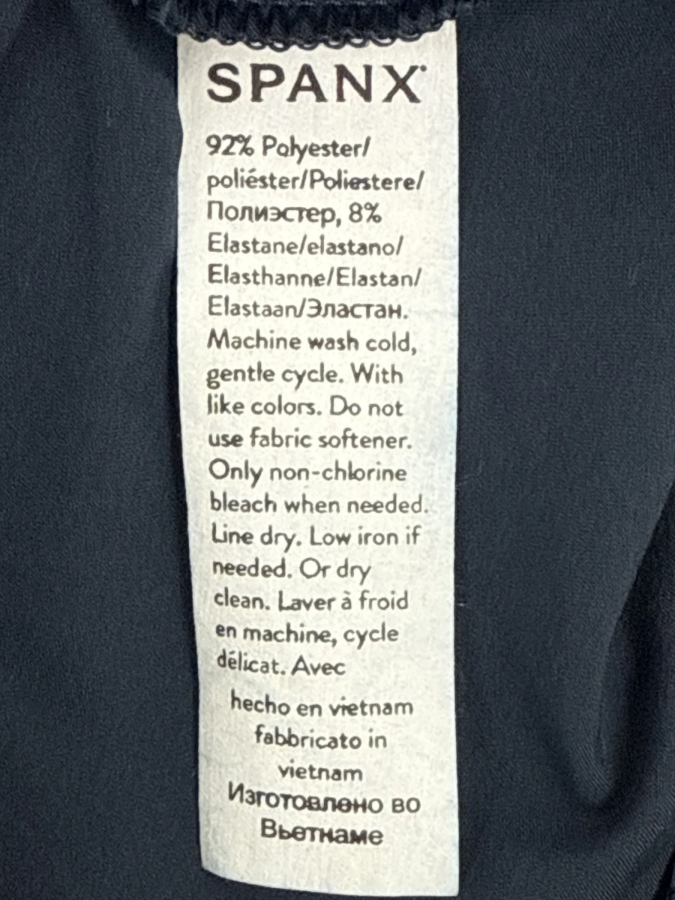 SPANX®
92% Polyester/
poliéster/Poliestere/
Полиэстер, 8%
Elastane/elastano/
Elasthanne/Elastan/
Elastaan/Эластан.
Machine wash cold,
gentle cycle. With
like colors. Do not
use fabric softener.
Only non-chlorine
bleach when needed.
Line dry. Low iron if
needed. Or dry
clean. Laver à froid
en machine, cycle
délicat. Avec
hecho en vietnam
fabbricato in
vietnam
Изготовлено во
Вьетнаме